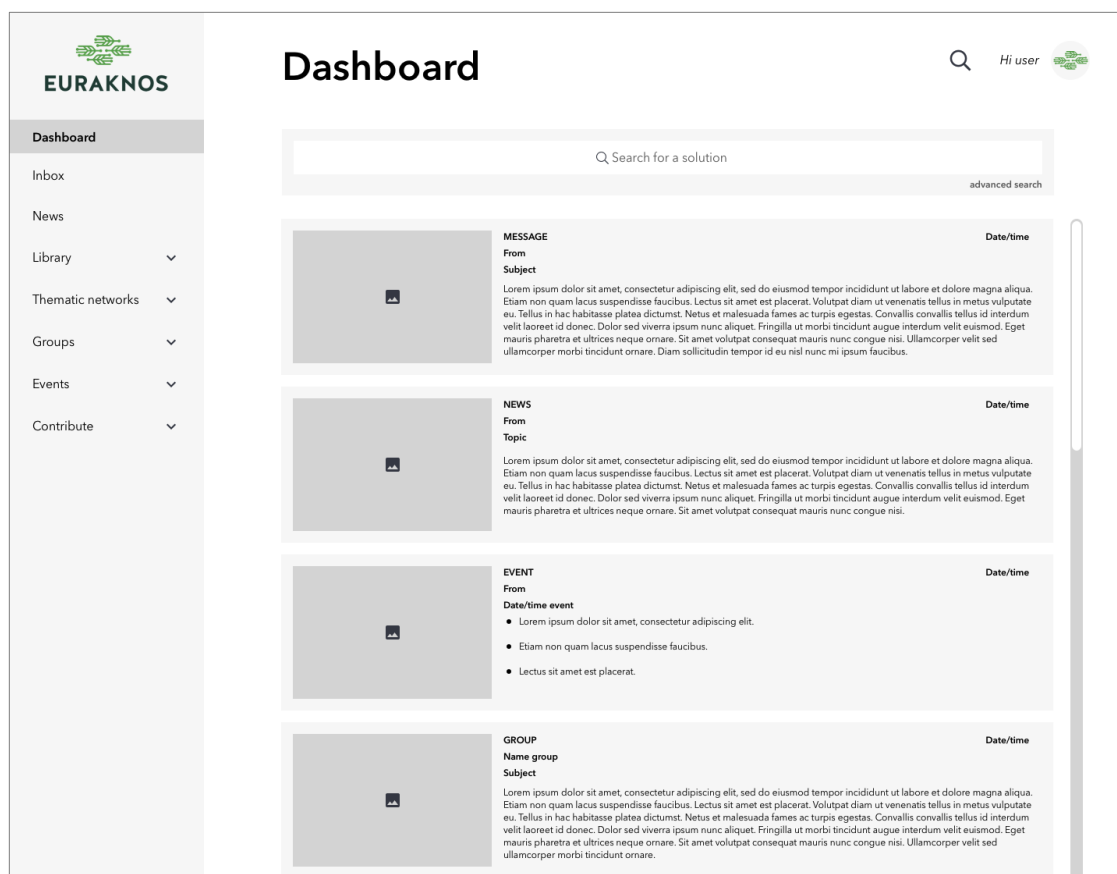 EURAKNOS
Dashboard
Inbox
News
Library
Thematic networks
Groups
Events
Contribute
Dashboard
Hi user
Search for a solution
advanced search
MESSAGE Date/time
From
Subject
Lorem ipsum dolor sit amet, consectetur adipiscing elit, sed do eiusmod tempor incididunt ut labore et dolore magna aliqua.
Etiam non quam lacus suspendisse faucibus. Lectus sit amet est placerat. Volutpat diam ut venenatis tellus in metus vulputate
eu. Tellus in hac habitasse platea dictumst. Netus et malesuada fames ac turpis egestas. Convallis convallis tellus id interdum
velit laoreet id donec. Dolor sed viverra ipsum nunc aliquet. Fringilla ut morbi tincidunt augue interdum velit euismod. Eget
mauris pharetra et ultrices neque ornare. Sit amet volutpat consequat mauris nunc congue nisi. Ullamcorper velit sed
ullamcorper morbi tincidunt ornare. Diam sollicitudin tempor id eu nisl nunc mi ipsum faucibus.
NEWS Date/time
From
Topic
Lorem ipsum dolor sit amet, consectetur adipiscing elit, sed do eiusmod tempor incididunt ut labore et dolore magna aliqua.
Etiam non quam lacus suspendisse faucibus. Lectus sit amet est placerat. Volutpat diam ut venenatis tellus in metus vulputate
eu. Tellus in hac habitasse platea dictumst. Netus et malesuada fames ac turpis egestas. Convallis convallis tellus id interdum
velit laoreet id donec. Dolor sed viverra ipsum nunc aliquet. Fringilla ut morbi tincidunt augue interdum velit euismod. Eget
mauris pharetra et ultrices neque ornare. Sit amet volutpat consequat mauris nunc congue nisi.
EVENT Date/time
From
Date/time event
• Lorem ipsum dolor sit amet, consectetur adipiscing elit.
• Etiam non quam lacus suspendisse faucibus.
• Lectus sit amet est placerat.
GROUP Date/time
Name group
Subject
Lorem ipsum dolor sit amet, consectetur adipiscing elit, sed do eiusmod tempor incididunt ut labore et dolore magna aliqua.
Etiam non quam lacus suspendisse faucibus. Lectus sit amet est placerat. Volutpat diam ut venenatis tellus in metus vulputate
eu. Tellus in hac habitasse platea dictumst. Netus et malesuada fames ac turpis egestas. Convallis convallis tellus id interdum
velit laoreet id donec. Dolor sed viverra ipsum nunc aliquet. Fringilla ut morbi tincidunt augue interdum velit euismod. Eget
mauris pharetra et ultrices neque ornare. Sit amet volutpat consequat mauris nunc congue nisi. Ullamcorper velit sed
ullamcorper morbi tincidunt ornare.